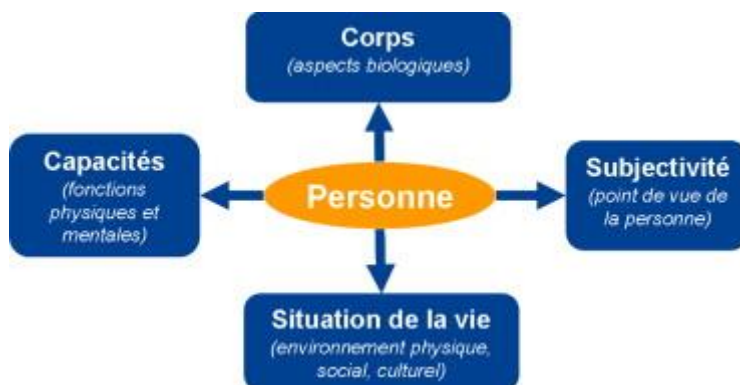 Corps
(aspects biologiques)
Capacités
(fonctions
physiques et
mentales)
Personne
Subjectivité
(point de vue de
la personne)
Situation de la vie
(environnement physique,
social, culturel)